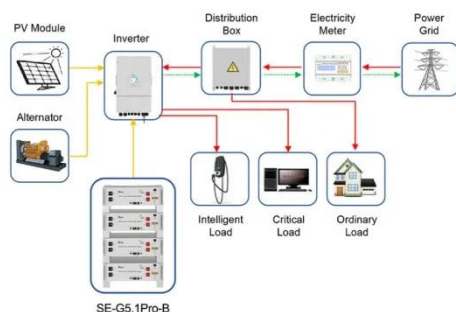 PV Module
Inverter
Distribution
Box
Electricity
Meter
Power
Grid
Alternator
Intelligent
Load
Critical
Load
Ordinary
Load
SE-G5.1Pro-B